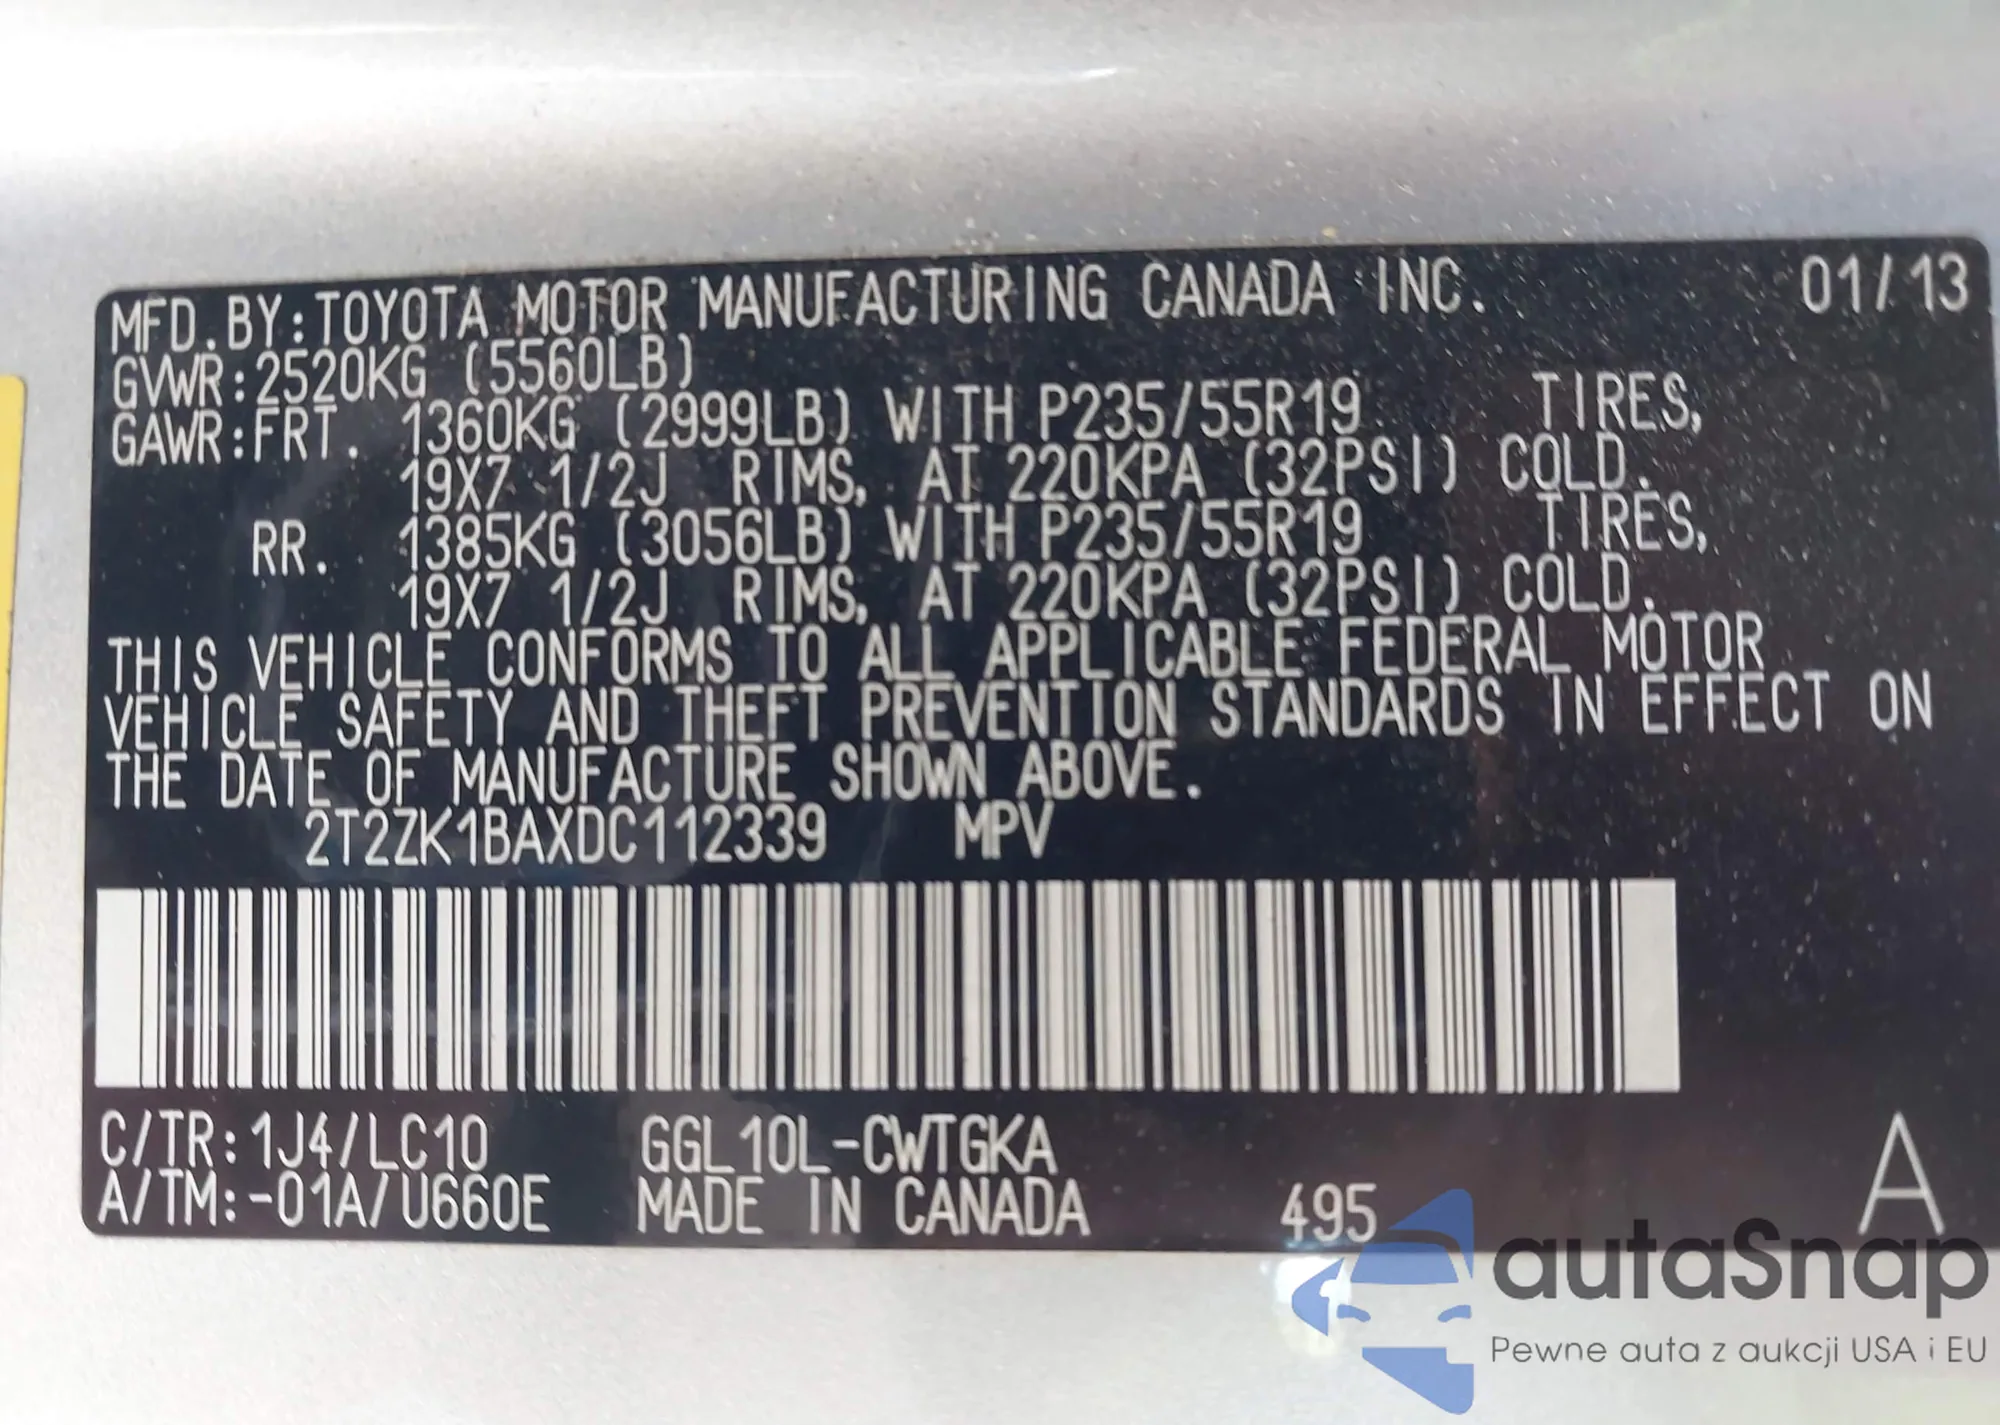 MFD. BY: TOYOTA MOTOR MANUFACTURING CANADA INC. 01/13
GVWR: 2520KG (5560LB)
GAWR: FRT. 1360KG (2999LB) WITH P235/55R19 TIRES,
19X7 1/2J RIMS, AT 220KPA (32PSI) COLD.
RR. 1385KG (3056LB) WITH P235/55R19 TIRES,
19X7 1/2J RIMS, AT 220KPA (32PSI) COLD.
THIS VEHICLE CONFORMS TO ALL APPLICABLE FEDERAL MOTOR
VEHICLE SAFETY AND THEFT PREVENTION STANDARDS IN EFFECT ON
THE DATE OF MANUFACTURE SHOWN ABOVE.
2T2ZK1BAXDC112339 MPV
C/TR: 1J4/LC10 GGL10L-CWTGKA
A/TM: -01A/U660E MADE IN CANADA 495 A
autaSnap
Pewne auta z aukcji USA i EU